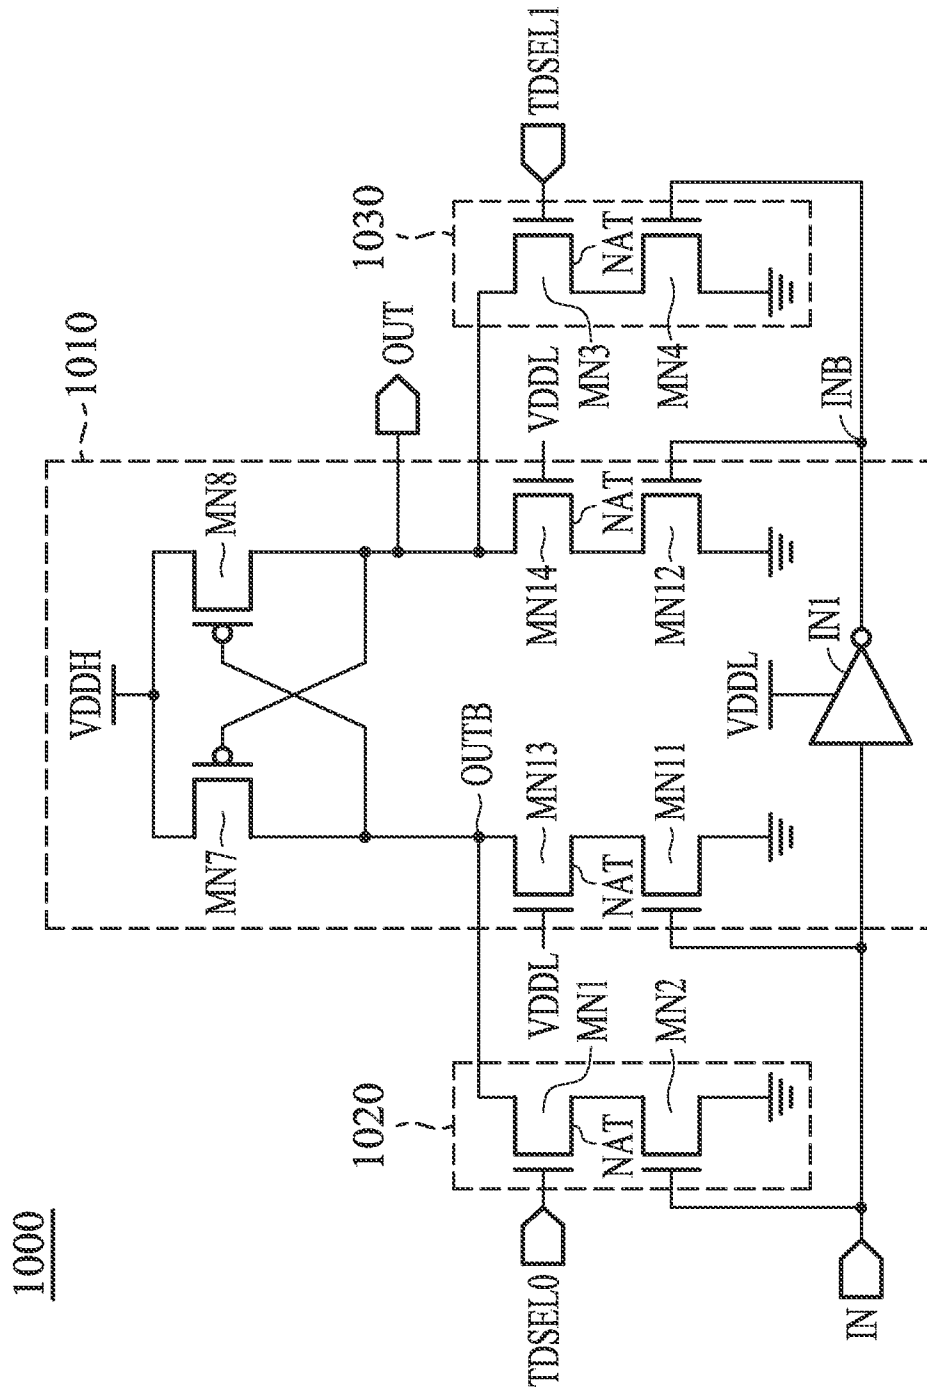 1000
1010
VDDH
MN7
MN8
OUT
OUTB
1020
1030
TDSEL0
VDDL
MN13
MN14
VDDL
TDSEL1
MN1
NAT
NAT
NAT
NAT
MN3
MN2
MN11
MN12
MN4
VDDL
IN1
IN
INB